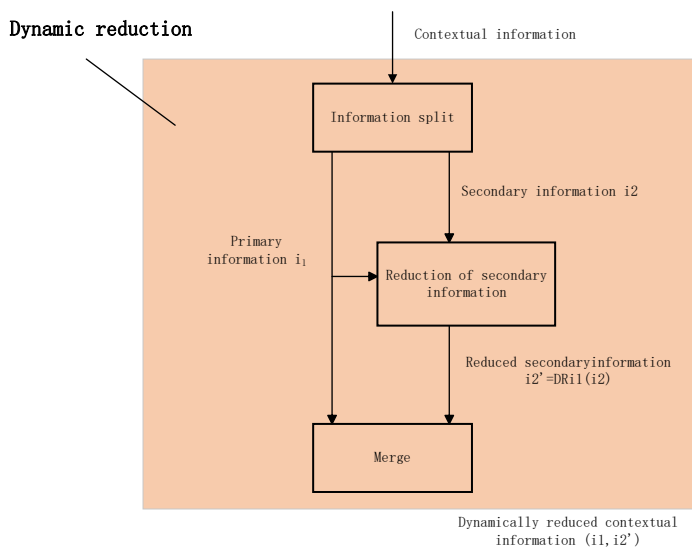 Dynamic reduction
Contextual information
Information split
Secondary information i2
Primary
information i₁
Reduction of secondary
information
Reduced secondaryinformation
i2'=DRi1(i2)
Merge
Dynamically reduced contextual
information (i1,i2')